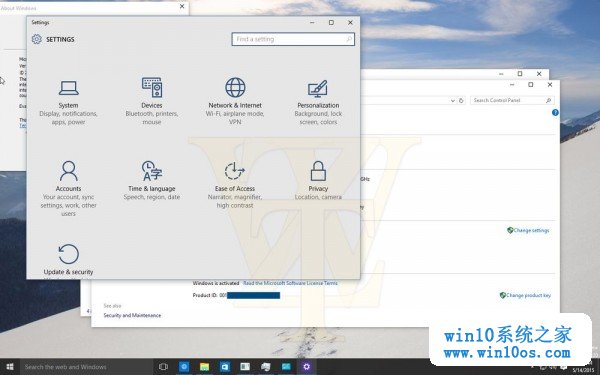 About Windows
Settings
SETTINGS
Find a setting
System
Display, notifications,
apps, power
Devices
Bluetooth, printers,
mouse
Network & Internet
Wi-Fi, airplane mode,
VPN
Personalization
Background, lock
screen, colors
Accounts
Your account, sync
settings, work, other
users
Time & language
Speech, region, date
Ease of Access
Narrator, magnifier,
high contrast
Privacy
Location, camera
Update & security
Search Control Panel
GHz
Change settings
Windows is activated Read the Microsoft Software License Terms
Product ID: 001
Change product key
See also
Security and Maintenance
Search the web and Windows
5/14/2015
win10系统之家
www.win10os.com